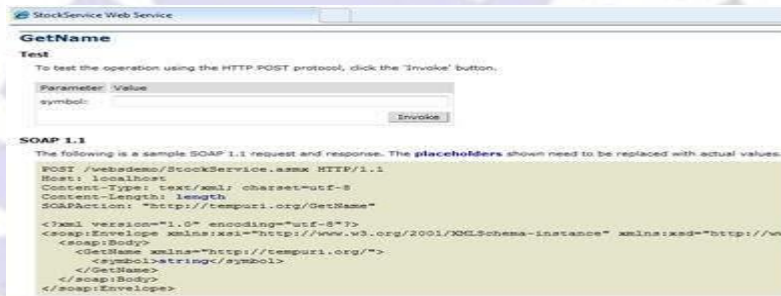 StockService Web Service
GetName
Test
To test the operation using the HTTP POST protocol, click the 'Invoke' button.
Parameter Value
symbol:
Invoke
SOAP 1.1
The following is a sample SOAP 1.1 request and response. The placeholders shown need to be replaced with actual values.
POST /websdemo/StockService.asmx HTTP/1.1
Host: localhost
Content-Type: text/xml; charset=utf-8
Content-Length: length
SOAPAction: "http://tempuri.org/GetName"
<?xml version="1.0" encoding="utf-8"?>
<soap:Envelope xmlns:xsi="http://www.w3.org/2001/XMLSchema-instance" xmlns:xsd="http://ww
<soap:Body>
<GetName xmlns="http://tempuri.org/">
<symbol>string</symbol>
</GetName>
</soap:Body>
</soap:Envelope>